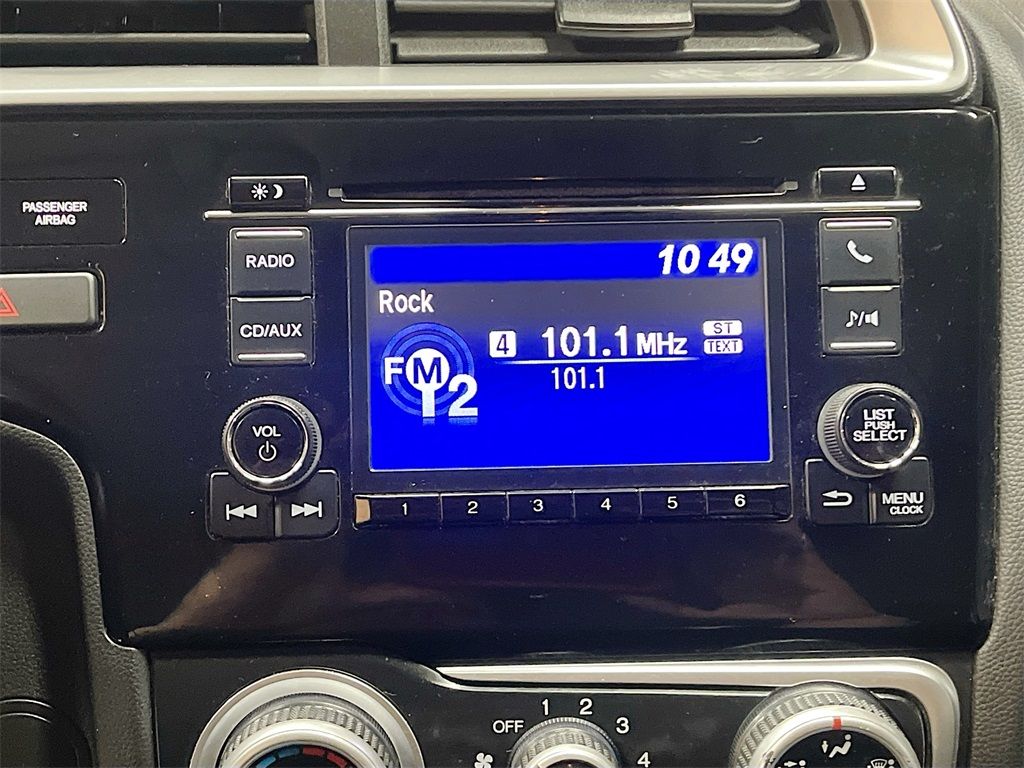 PASSENGER
AIRBAG
RADIO
CD/AUX
VOL
10 49
Rock
FM 2
4 101.1 MHz ST
TEXT
101.1
LIST
PUSH
SELECT
MENU
CLOCK
1 2 3 4 5 6
OFF 1 2 3 4